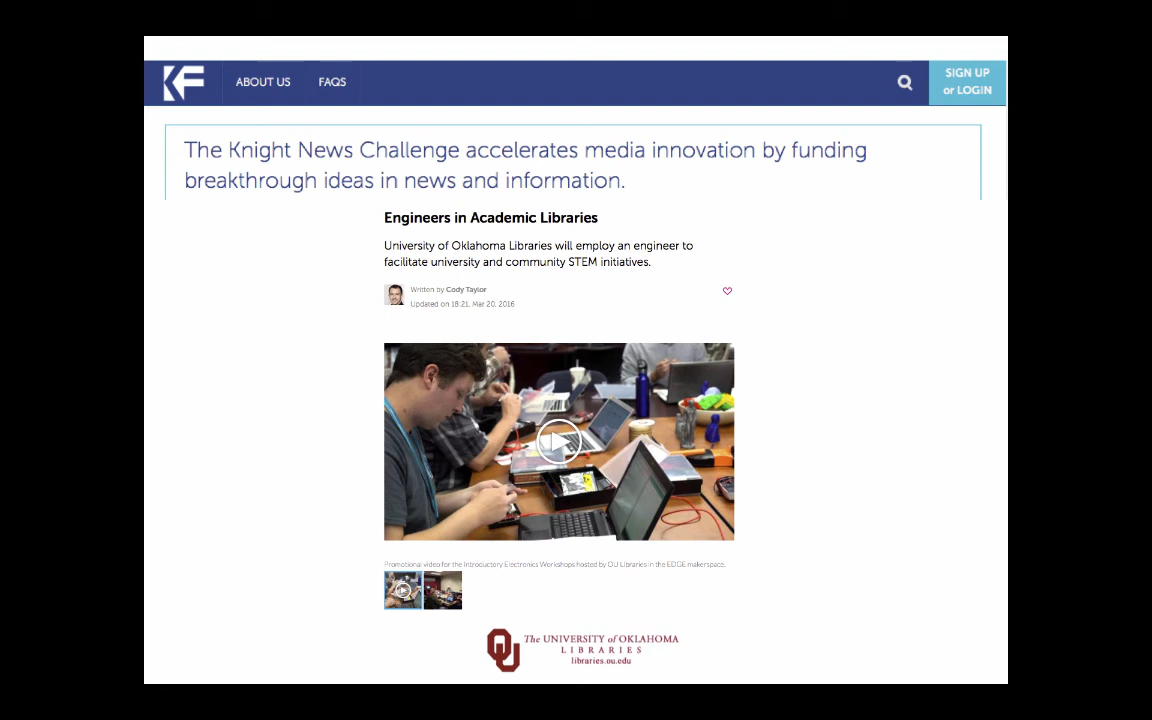 KF
ABOUT US
FAQS
SIGN UP
or LOGIN
The Knight News Challenge accelerates media innovation by funding
breakthrough ideas in news and information.
Engineers in Academic Libraries
University of Oklahoma Libraries will employ an engineer to
facilitate university and community STEM initiatives.
Written by Cody Taylor
Updated on 18:21, Mar 20, 2016
Promotional video for the Introductory Electronics Workshops hosted by OU Libraries in the EDGE makerspace.
OU
The UNIVERSITY of OKLAHOMA
LIBRARIES
libraries.ou.edu